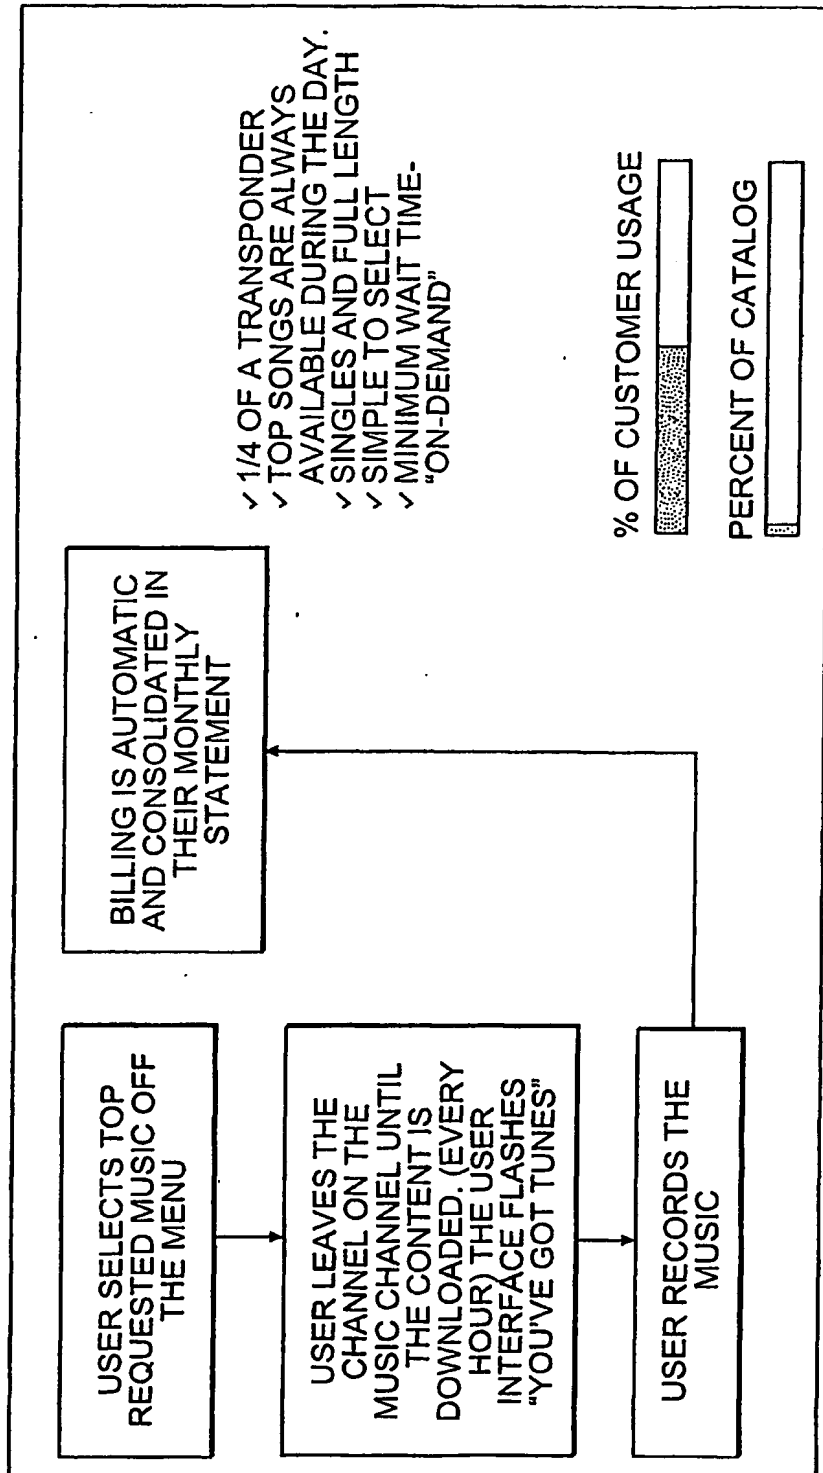 USER SELECTS TOP
REQUESTED MUSIC OFF
THE MENU
USER LEAVES THE
CHANNEL ON THE
MUSIC CHANNEL UNTIL
THE CONTENT IS
DOWNLOADED. (EVERY
HOUR) THE USER
INTERFACE FLASHES
“YOU'VE GOT TUNES”
USER RECORDS THE
MUSIC
BILLING IS AUTOMATIC
AND CONSOLIDATED IN
THEIR MONTHLY
STATEMENT
✓ 1/4 OF A TRANSPONDER
✓ TOP SONGS ARE ALWAYS
AVAILABLE DURING THE DAY.
✓ SINGLES AND FULL LENGTH
✓ SIMPLE TO SELECT
✓ MINIMUM WAIT TIME-
“ON-DEMAND”
% OF CUSTOMER USAGE
PERCENT OF CATALOG